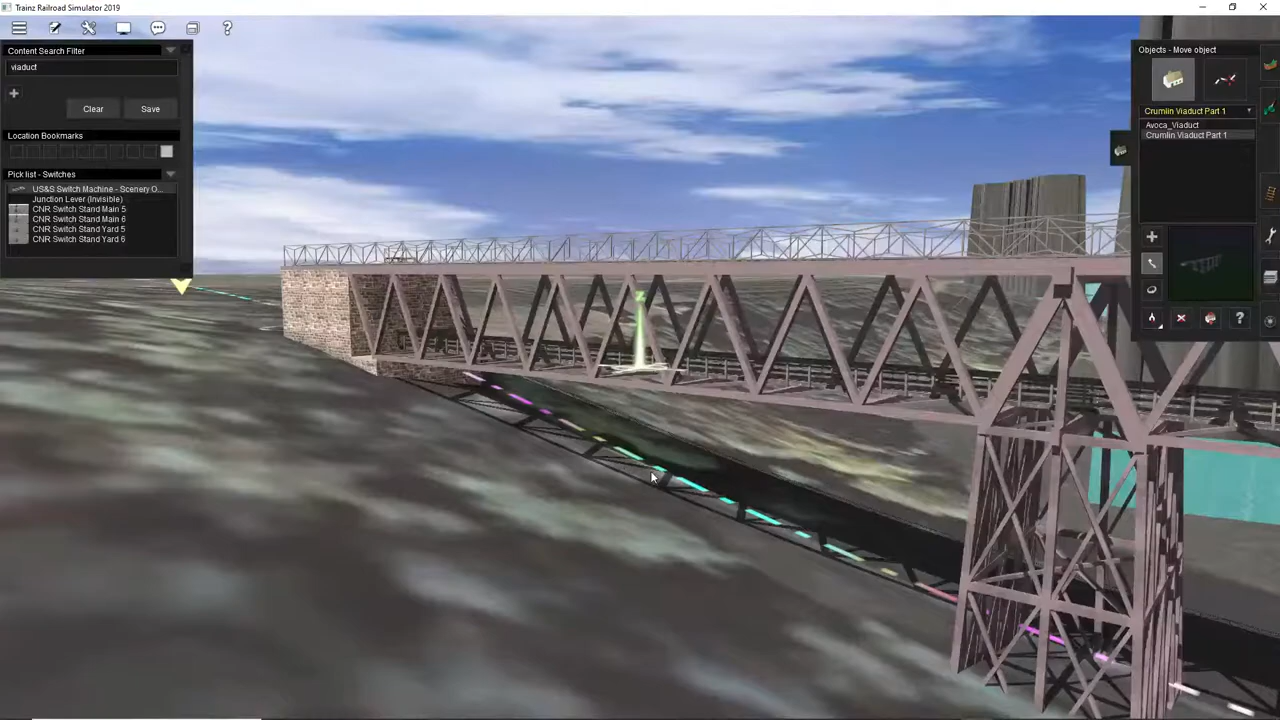 Trainz Railroad Simulator 2019
Content Search Filter
viaduct
Clear
Save
Location Bookmarks
Pick list - Switches
US&S Switch Machine - Scenery O...
Junction Lever (Invisible)
CNR Switch Stand Main 5
CNR Switch Stand Main 6
CNR Switch Stand Yard 5
CNR Switch Stand Yard 6
Objects - Move object
Crumlin Viaduct Part 1
Avoca_Viaduct
Crumlin Viaduct Part 1
Z